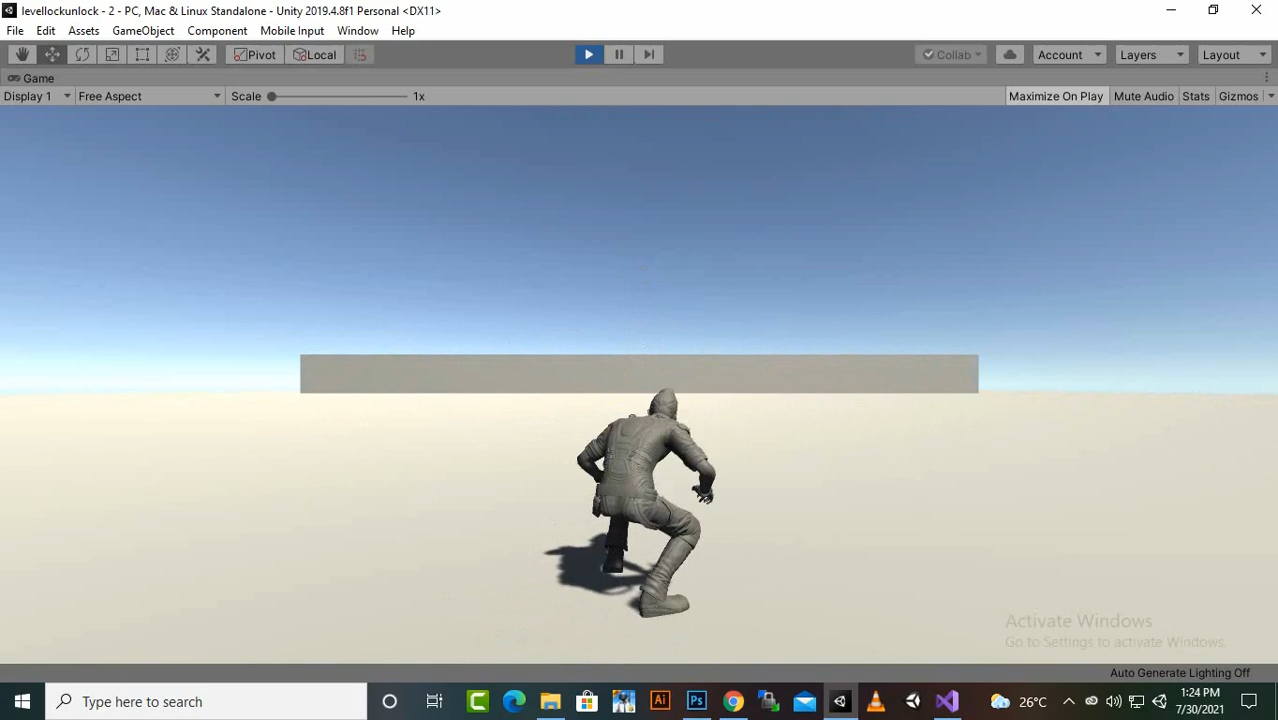 levellockunlock - 2 - PC, Mac & Linux Standalone - Unity 2019.4.8f1 Personal <DX11>
File Edit Assets GameObject Component Mobile Input Window Help
Pivot Local Collab Account Layers Layout
Game
Display 1 Free Aspect Scale 1x Maximize On Play Mute Audio Stats Gizmos
Activate Windows
Go to Settings to activate Windows.
Auto Generate Lighting Off
Type here to search
Ai
Ps
26°C
1:24 PM
7/30/2021